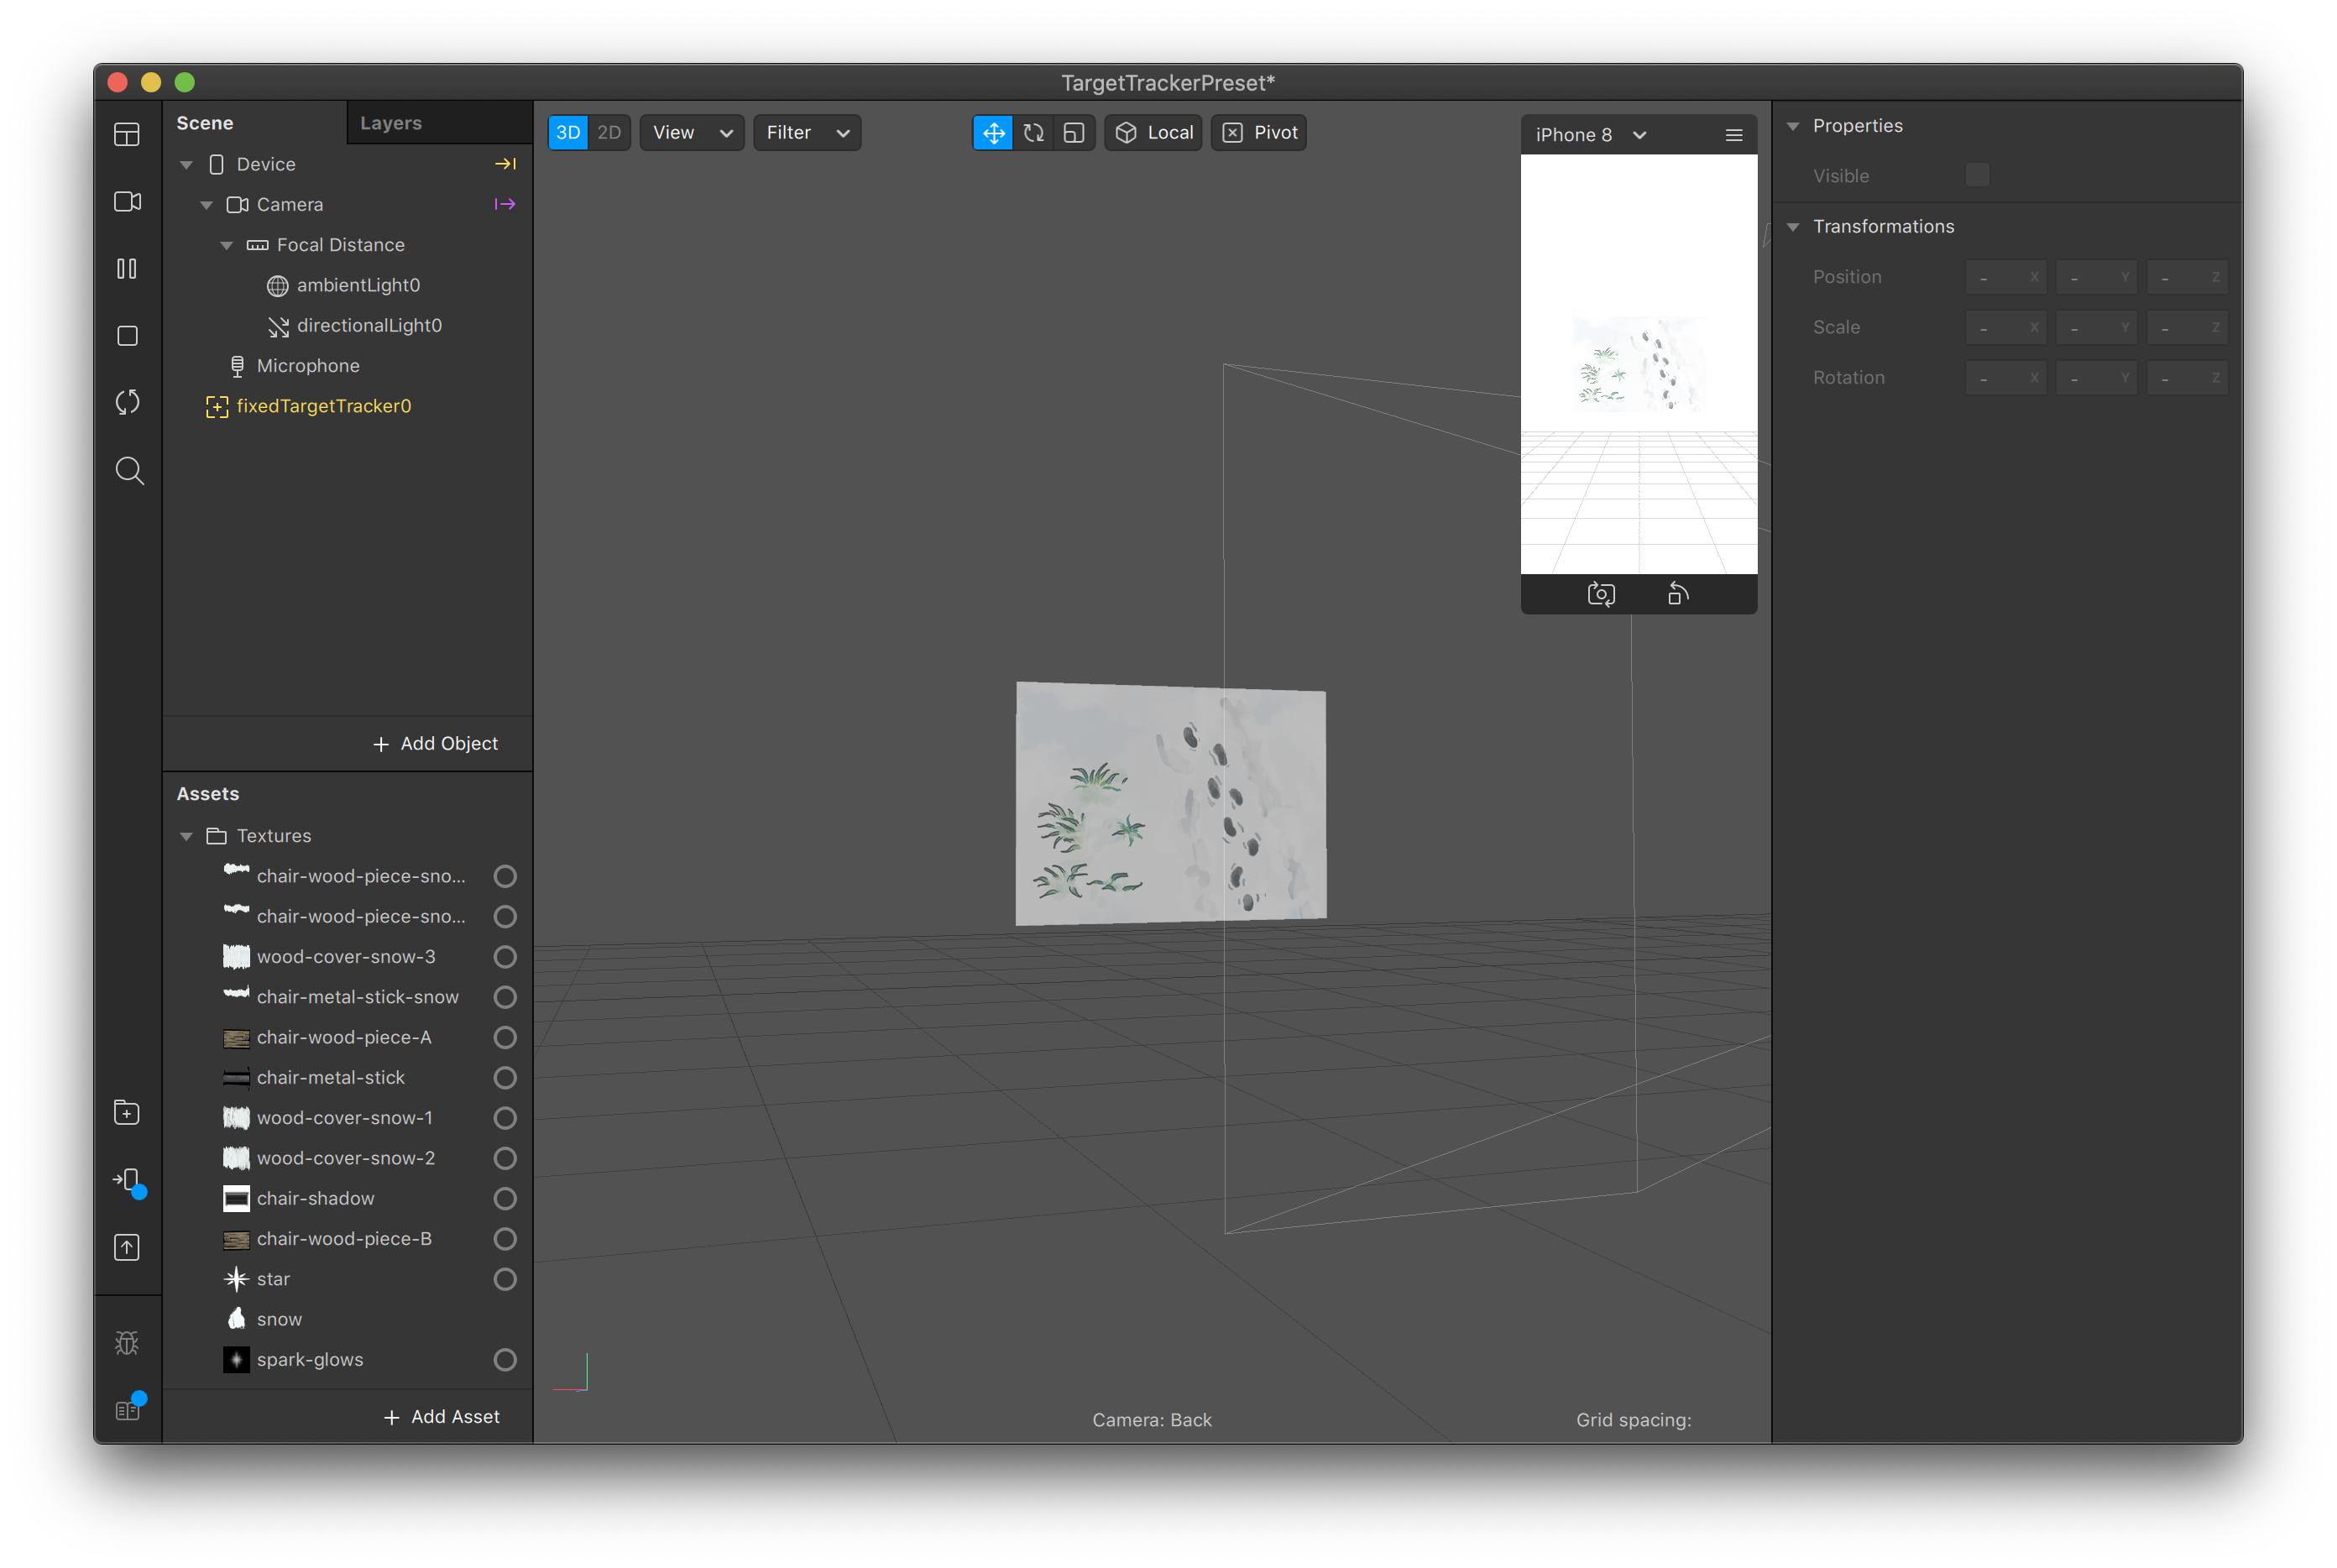 TargetTrackerPreset*
Scene
Layers
Device
Camera
Focal Distance
ambientLight0
directionalLight0
Microphone
fixedTargetTracker0
+ Add Object
Assets
Textures
chair-wood-piece-sno...
chair-wood-piece-sno...
wood-cover-snow-3
chair-metal-stick-snow
chair-wood-piece-A
chair-metal-stick
wood-cover-snow-1
wood-cover-snow-2
chair-shadow
chair-wood-piece-B
star
snow
spark-glows
+ Add Asset
3D 2D View Filter
Local Pivot
iPhone 8
Camera: Back
Grid spacing:
Properties
Visible
Transformations
Position - X - Y - Z
Scale - X - Y - Z
Rotation - X - Y - Z